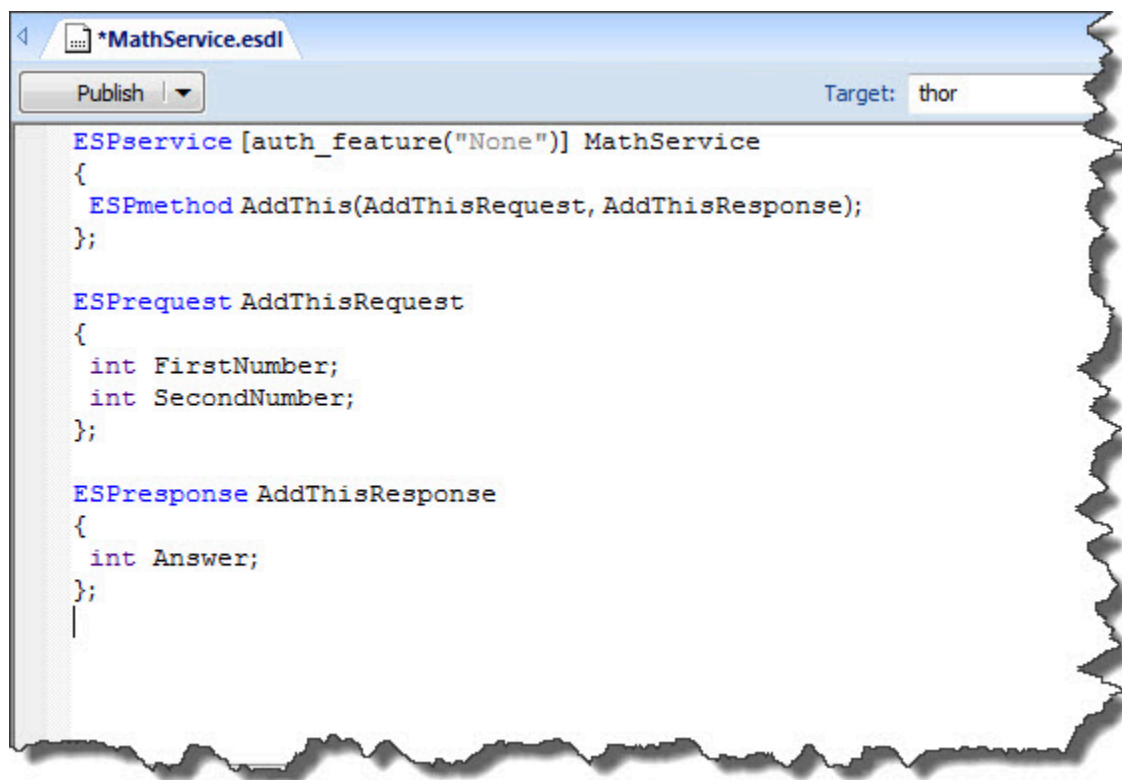 *MathService.esdl
Publish
Target: thor
ESPservice [auth_feature("None")] MathService
{
ESPmethod AddThis(AddThisRequest, AddThisResponse);
};
ESPrequest AddThisRequest
{
int FirstNumber;
int SecondNumber;
};
ESPresponse AddThisResponse
{
int Answer;
};